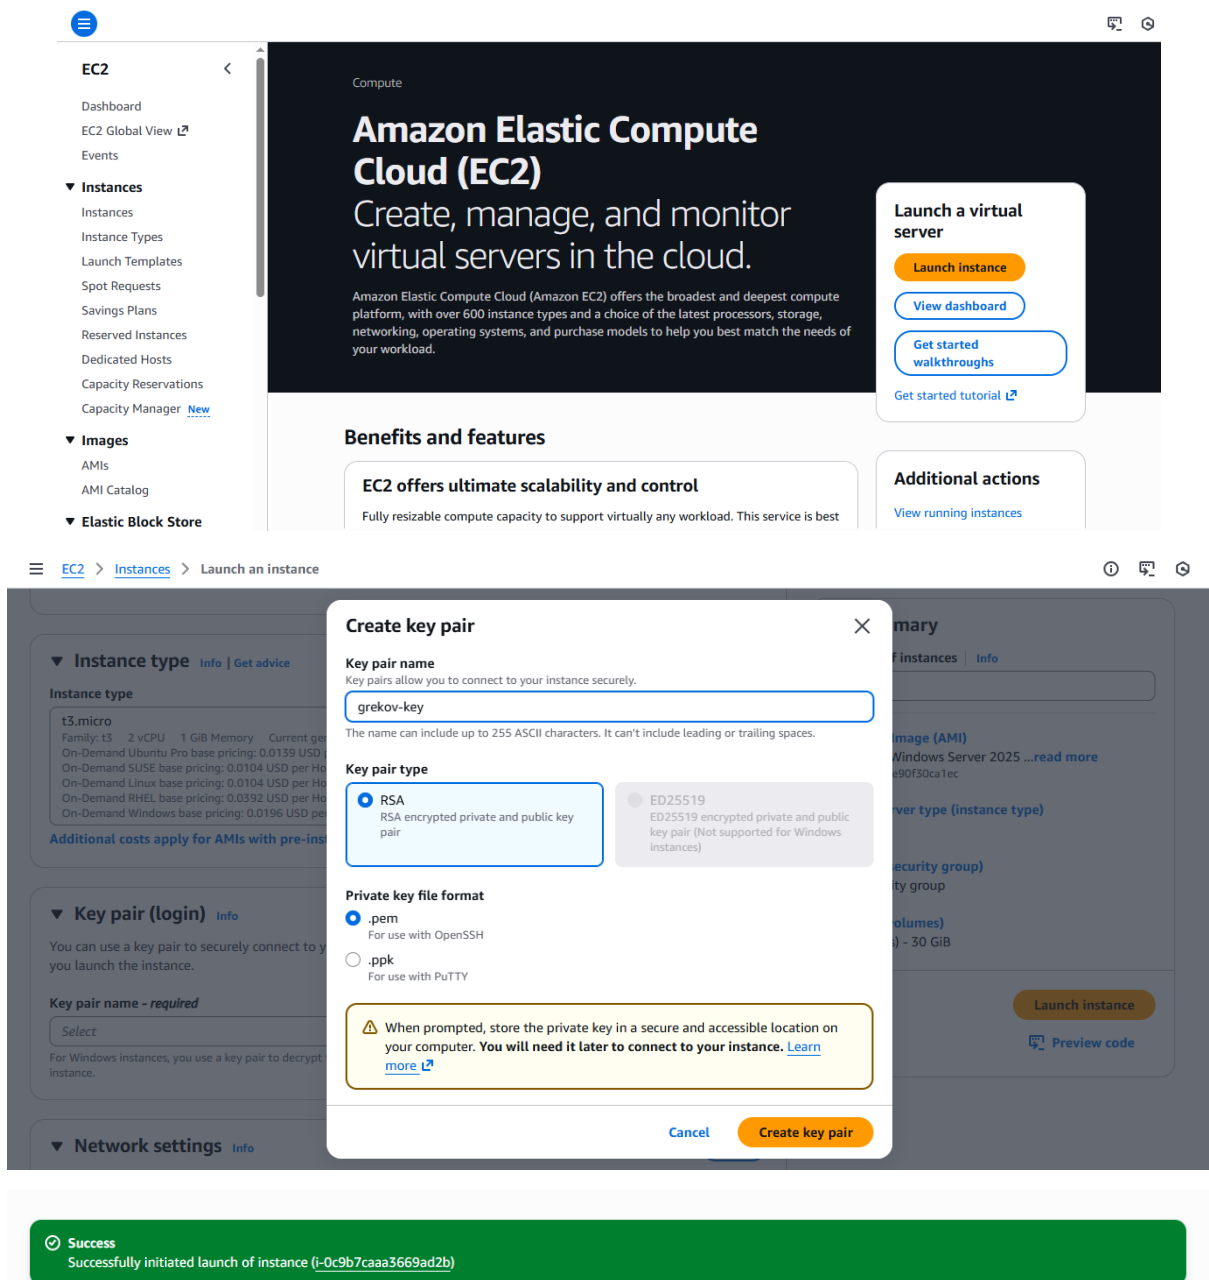 EC2
Dashboard
EC2 Global View
Events
Instances
Instances
Instance Types
Launch Templates
Spot Requests
Savings Plans
Reserved Instances
Dedicated Hosts
Capacity Reservations
Capacity Manager New
Images
AMIs
AMI Catalog
Elastic Block Store
Compute
Amazon Elastic Compute
Cloud (EC2)
Create, manage, and monitor
virtual servers in the cloud.
Amazon Elastic Compute Cloud (Amazon EC2) offers the broadest and deepest compute
platform, with over 600 instance types and a choice of the latest processors, storage,
networking, operating systems, and purchase models to help you best match the needs of
your workload.
Launch a virtual
server
Launch instance
View dashboard
Get started
walkthroughs
Get started tutorial
Benefits and features
EC2 offers ultimate scalability and control
Fully resizable compute capacity to support virtually any workload. This service is best
Additional actions
View running instances
EC2 > Instances > Launch an instance
Instance type Info | Get advice
Instance type
t3.micro
Family: t3 2 vCPU 1 GiB Memory Current ge
On-Demand Ubuntu Pro base pricing: 0.0139 USD
On-Demand SUSE base pricing: 0.0104 USD per Ho
On-Demand Linux base pricing: 0.0104 USD per Ho
On-Demand RHEL base pricing: 0.0392 USD per Ho
On-Demand Windows base pricing: 0.0196 USD pe
Additional costs apply for AMIs with pre-inst
Key pair (login) Info
You can use a key pair to securely connect to y
you launch the instance.
Key pair name - required
Select
For Windows instances, you use a key pair to decrypt
instance.
Network settings Info
Create key pair
Key pair name
Key pairs allow you to connect to your instance securely.
grekov-key
The name can include up to 255 ASCII characters. It can't include leading or trailing spaces.
Key pair type
RSA
RSA encrypted private and public key
pair
ED25519
ED25519 encrypted private and public
key pair (Not supported for Windows
instances)
Private key file format
.pem
For use with OpenSSH
.ppk
For use with PuTTY
When prompted, store the private key in a secure and accessible location on
your computer. You will need it later to connect to your instance. Learn
more
Cancel
Create key pair
mary
f instances Info
Image (AMI)
Windows Server 2025 ...read more
e90f30ca1ec
rver type (instance type)
ecurity group)
ity group
olumes)
) - 30 GiB
Launch instance
Preview code
Success
Successfully initiated launch of instance (i-0c9b7caaa3669ad2b)